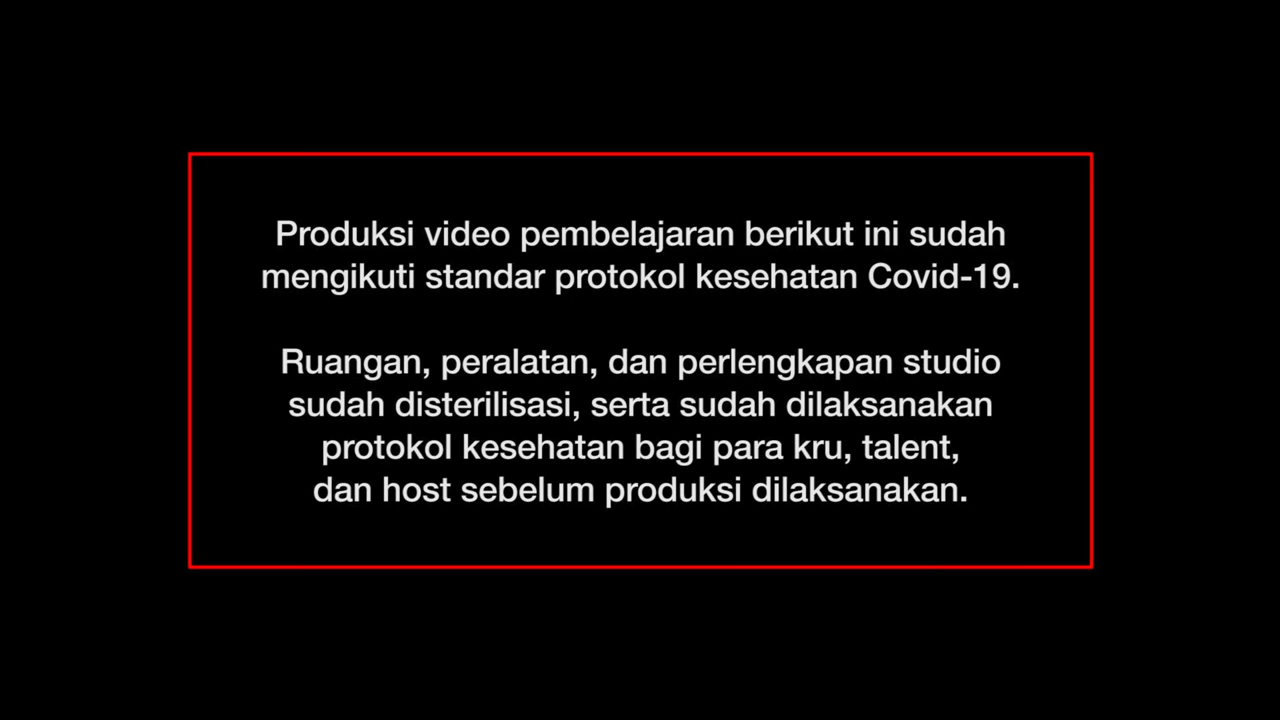 Produksi video pembelajaran berikut ini sudah
mengikuti standar protokol kesehatan Covid-19.
Ruangan, peralatan, dan perlengkapan studio
sudah disterilisasi, serta sudah dilaksanakan
protokol kesehatan bagi para kru, talent,
dan host sebelum produksi dilaksanakan.